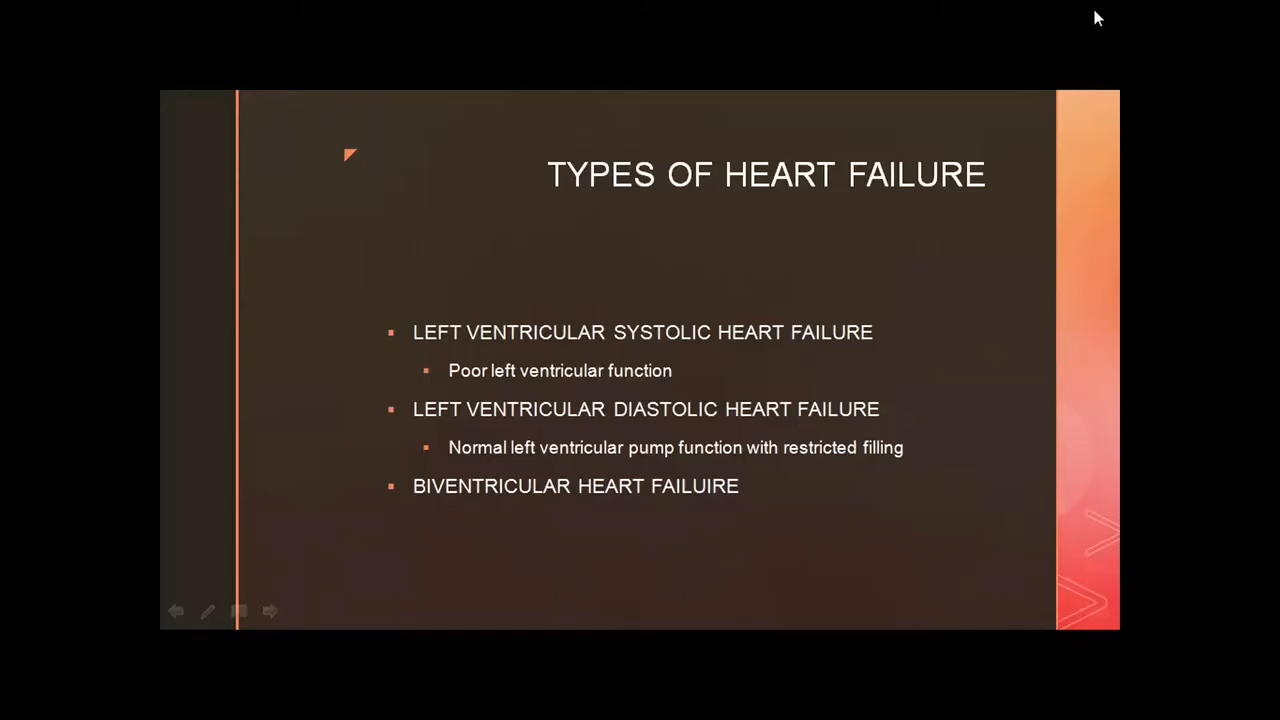 TYPES OF HEART FAILURE
LEFT VENTRICULAR SYSTOLIC HEART FAILURE
Poor left ventricular function
LEFT VENTRICULAR DIASTOLIC HEART FAILURE
Normal left ventricular pump function with restricted filling
BIVENTRICULAR HEART FAILUIRE